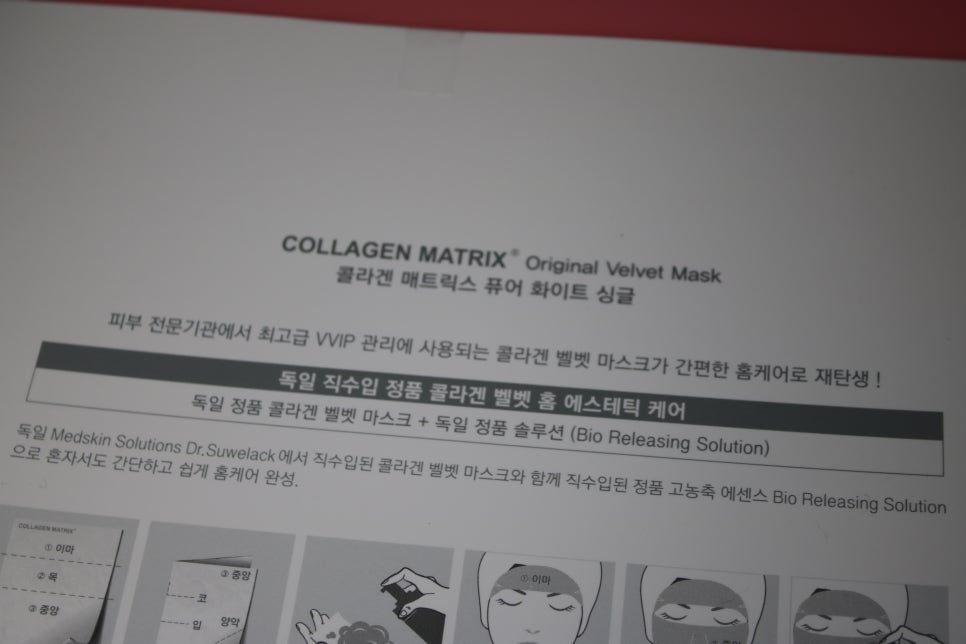 COLLAGEN MATRIX® Original Velvet Mask
콜라겐 매트릭스 퓨어 화이트 싱글
피부 전문기관에서 최고급 VVIP 관리에 사용되는 콜라겐 벨벳 마스크가 간편한 홈케어로 재탄생 !
독일 직수입 정품 콜라겐 벨벳 홈 에스테틱 케어
독일 정품 콜라겐 벨벳 마스크 + 독일 정품 솔루션 (Bio Releasing Solution)
독일 Medskin Solutions Dr.Suwelack 에서 직수입된 콜라겐 벨벳 마스크와 함께 직수입된 정품 고농축 에센스 Bio Releasing Solution
으로 혼자서도 간단하고 쉽게 홈케어 완성.
COLLAGEN MATRIX®
① 이마
② 목
③ 중앙
③ 중앙
코
입 양악
① 이마